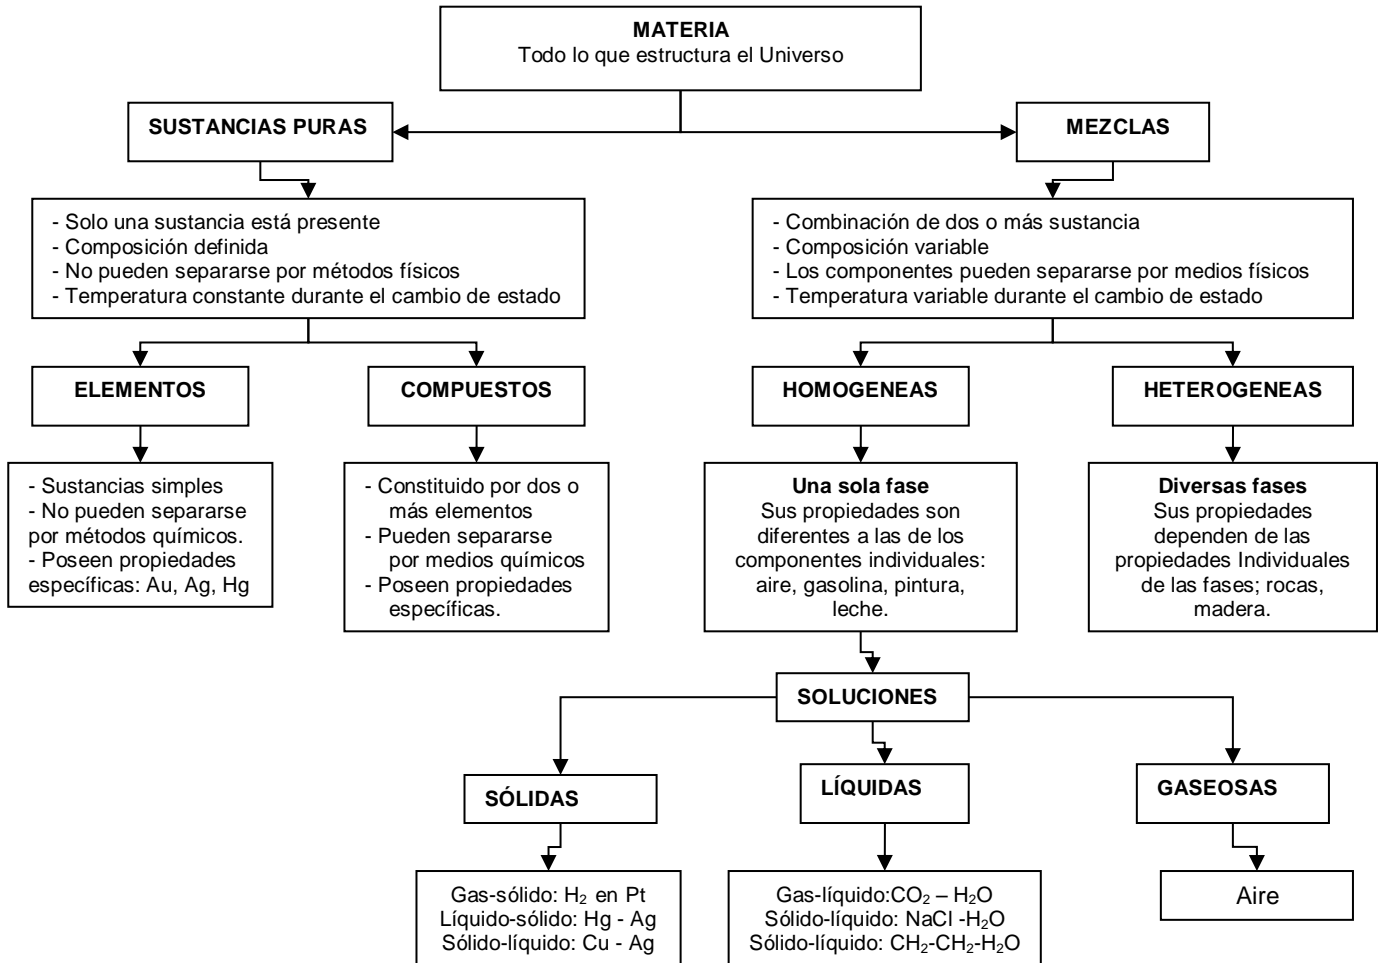 MATERIA
Todo lo que estructura el Universo
SUSTANCIAS PURAS
MEZCLAS
- Solo una sustancia está presente
- Composición definida
- No pueden separarse por métodos físicos
- Temperatura constante durante el cambio de estado
- Combinación de dos o más sustancia
- Composición variable
- Los componentes pueden separarse por medios físicos
- Temperatura variable durante el cambio de estado
ELEMENTOS
COMPUESTOS
HOMOGENEAS
HETEROGENEAS
- Sustancias simples
- No pueden separarse
por métodos químicos.
- Poseen propiedades
específicas: Au, Ag, Hg
- Constituido por dos o
más elementos
- Pueden separarse
por medios químicos
- Poseen propiedades
específicas.
Una sola fase
Sus propiedades son
diferentes a las de los
componentes individuales:
aire, gasolina, pintura,
leche.
Diversas fases
Sus propiedades
dependen de las
propiedades Individuales
de las fases; rocas,
madera.
SOLUCIONES
SÓLIDAS
LÍQUIDAS
GASEOSAS
Gas-sólido: H₂ en Pt
Líquido-sólido: Hg - Ag
Sólido-líquido: Cu - Ag
Gas-líquido:CO₂ – H₂O
Sólido-líquido: NaCl -H₂O
Sólido-líquido: CH₂-CH₂-H₂O
Aire